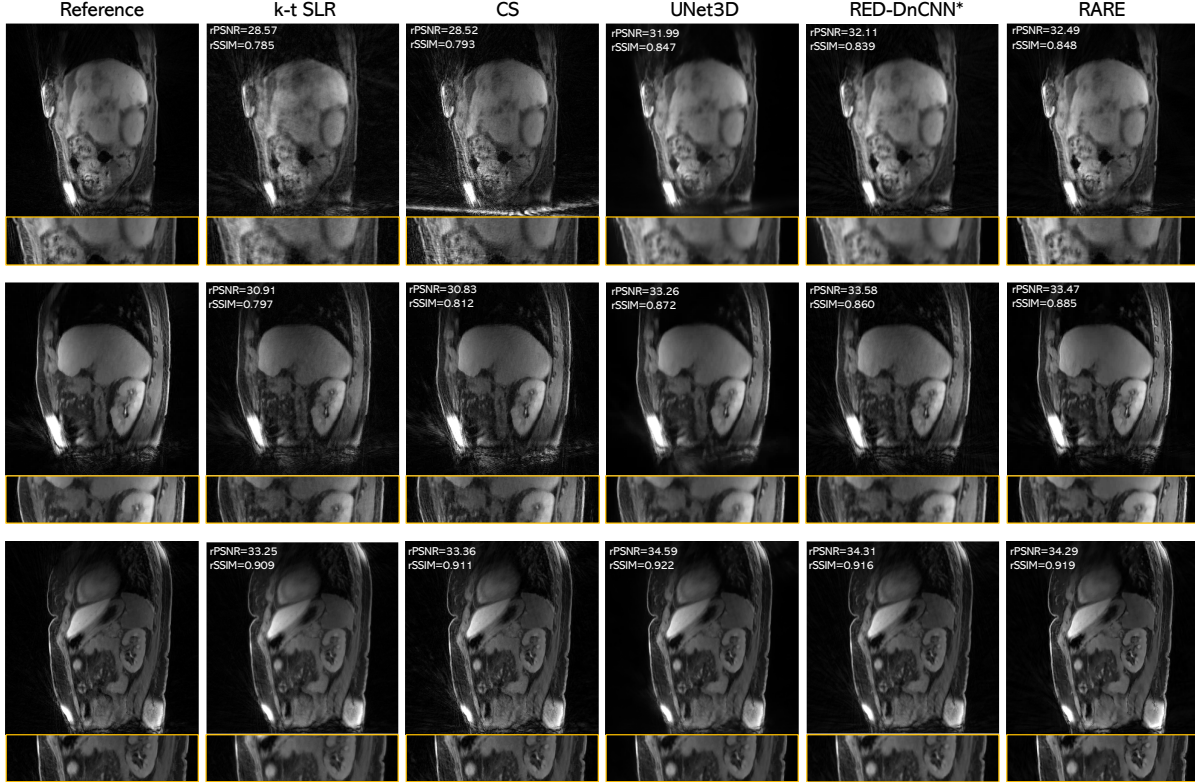 Reference
k-t SLR
CS
UNet3D
RED-DnCNN*
RARE
rPSNR=28.57
rSSIM=0.785
rPSNR=28.52
rSSIM=0.793
rPSNR=31.99
rSSIM=0.847
rPSNR=32.11
rSSIM=0.839
rPSNR=32.49
rSSIM=0.848
rPSNR=30.91
rSSIM=0.797
rPSNR=30.83
rSSIM=0.812
rPSNR=33.26
rSSIM=0.872
rPSNR=33.58
rSSIM=0.860
rPSNR=33.47
rSSIM=0.885
rPSNR=33.25
rSSIM=0.909
rPSNR=33.36
rSSIM=0.911
rPSNR=34.59
rSSIM=0.922
rPSNR=34.31
rSSIM=0.916
rPSNR=34.29
rSSIM=0.919